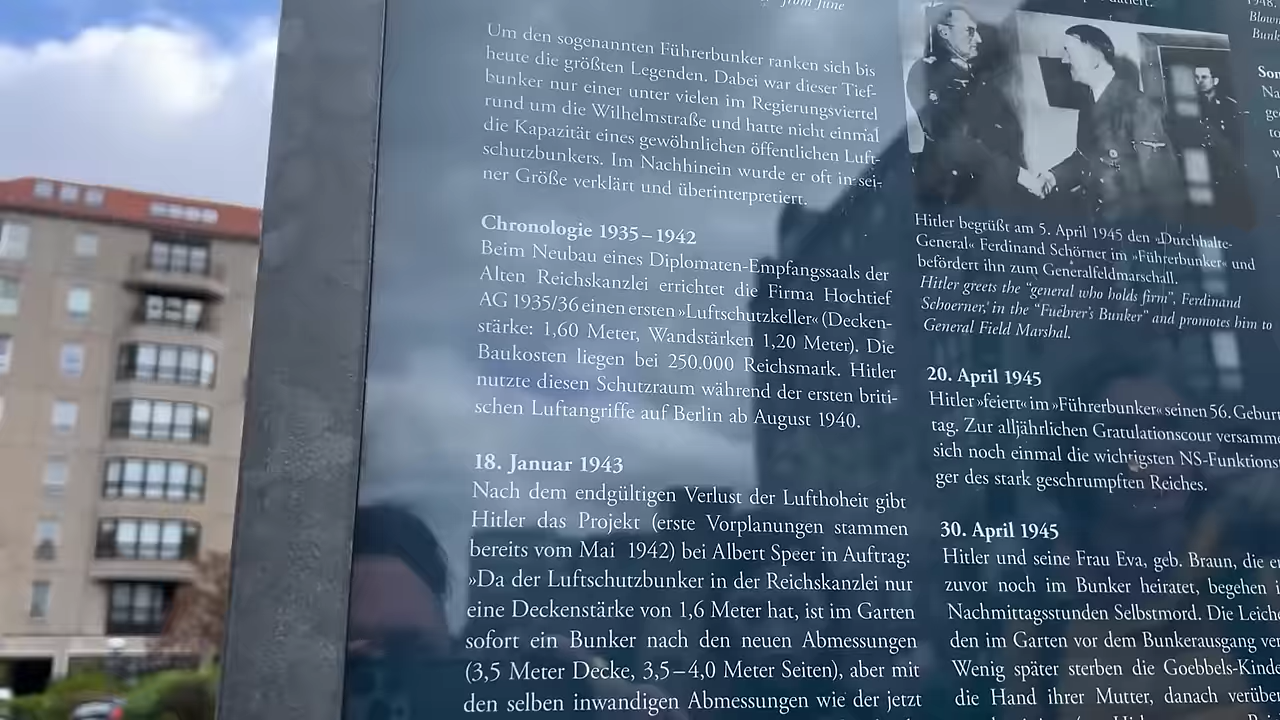 from June
Um den sogenannten Führerbunker ranken sich bis
heute die größten Legenden. Dabei war dieser Tief-
bunker nur einer unter vielen im Regierungsviertel
rund um die Wilhelmstraße und hatte nicht einmal
die Kapazität eines gewöhnlichen öffentlichen Luft-
schutzbunkers. Im Nachhinein wurde er oft in sei-
ner Größe verklärt und überinterpretiert.
Chronologie 1935–1942
Beim Neubau eines Diplomaten-Empfangssaals der
Alten Reichskanzlei errichtet die Firma Hochtief
AG 1935/36 einen ersten »Luftschutzkeller« (Decken-
stärke: 1,60 Meter, Wandstärken 1,20 Meter). Die
Baukosten liegen bei 250.000 Reichsmark. Hitler
nutzte diesen Schutzraum während der ersten briti-
schen Luftangriffe auf Berlin ab August 1940.
18. Januar 1943
Nach dem endgültigen Verlust der Lufthoheit gibt
Hitler das Projekt (erste Vorplanungen stammen
bereits vom Mai 1942) bei Albert Speer in Auftrag:
»Da der Luftschutzbunker in der Reichskanzlei nur
eine Deckenstärke von 1,6 Meter hat, ist im Garten
sofort ein Bunker nach den neuen Abmessungen
(3,5 Meter Decke, 3,5–4,0 Meter Seiten), aber mit
den selben inwandigen Abmessungen wie der jetzt
Hitler begrüßt am 5. April 1945 den »Durchhalte-
General« Ferdinand Schörner im »Führerbunker« und
befördert ihn zum Generalfeldmarschall.
Hitler greets the "general who holds firm", Ferdinand
Schoerner, in the "Fuehrer's Bunker" and promotes him to
General Field Marshal.
20. April 1945
Hitler »feiert« im »Führerbunker« seinen 56. Geburt
tag. Zur alljährlichen Gratulationscour versamme
sich noch einmal die wichtigsten NS-Funktions
ger des stark geschrumpften Reiches.
30. April 1945
Hitler und seine Frau Eva, geb. Braun, die er
zuvor noch im Bunker heiratet, begehen i
Nachmittagsstunden Selbstmord. Die Leiche
den im Garten vor dem Bunkerausgang ver
Wenig später sterben die Goebbels-Kinde
die Hand ihrer Mutter, danach verübe
1948.
Blown
Bunk
Son
Na